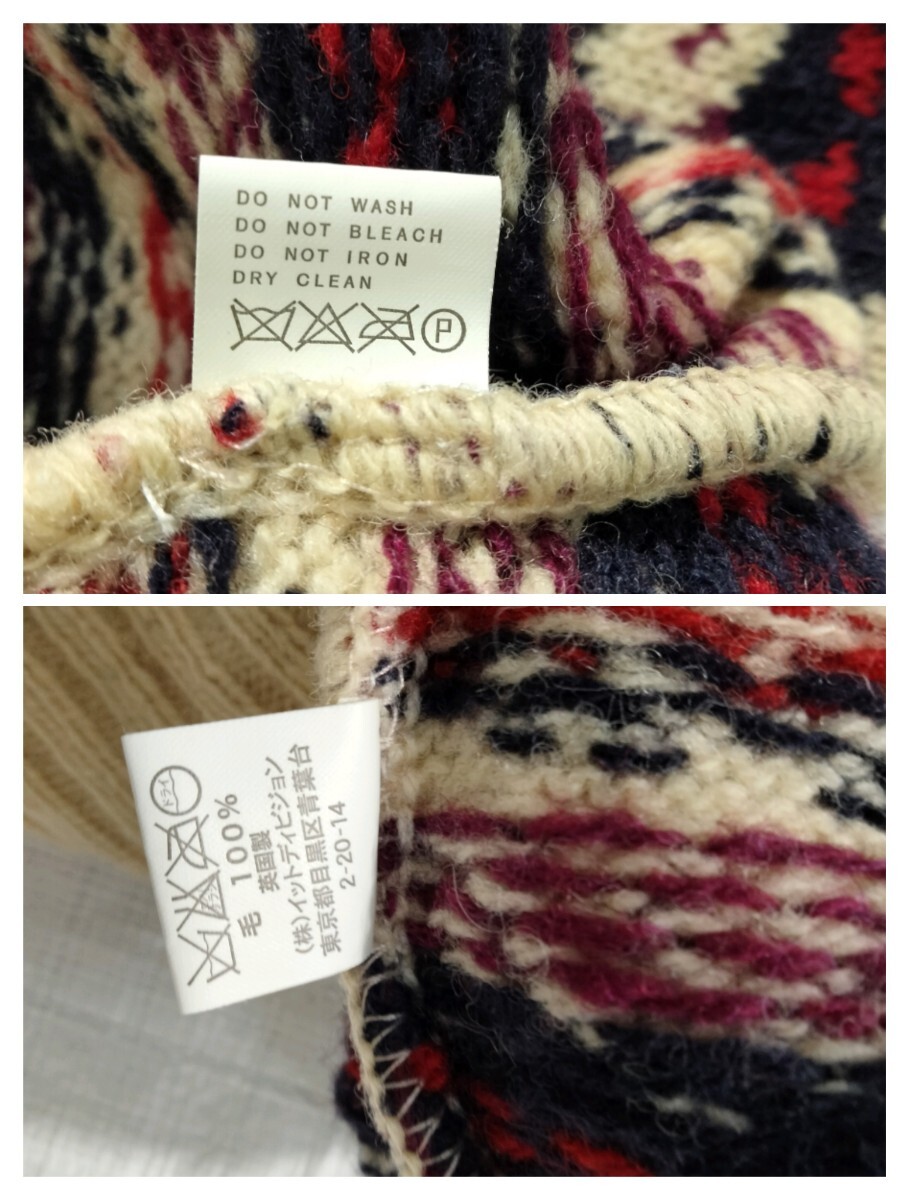 DO NOT WASH
DO NOT BLEACH
DO NOT IRON
DRY CLEAN
P
ドライ
毛 100%
英国製
(株)イットディビジョン
東京都目黒区青葉台
2-20-14